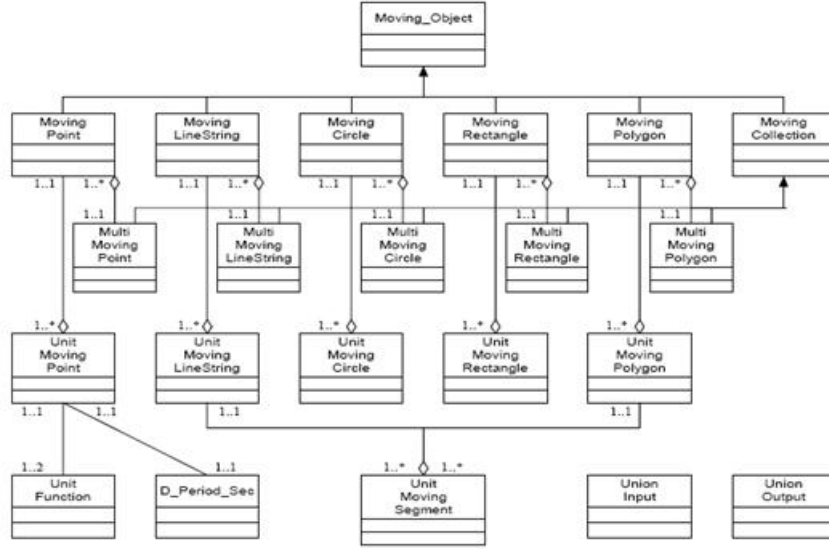 Moving_Object
Moving
Point
Moving
LineString
Moving
Circle
Moving
Rectangle
Moving
Polygon
Moving
Collection
1..1 1..* 1..1 1..* 1..1 1..* 1..1 1..* 1..1 1..*
1..1 1..1 1..1 1..1 1..1
Multi
Moving
Point
Multi
Moving
LineString
Multi
Moving
Circle
Multi
Moving
Rectangle
Multi
Moving
Polygon
1..* 1..* 1..* 1..* 1..*
Unit
Moving
Point
Unit
Moving
LineString
Unit
Moving
Circle
Unit
Moving
Rectangle
Unit
Moving
Polygon
1..1 1..1 1..1 1..1
1..2 1..1 1..* 1..*
Unit
Function
D_Period_Sec
Unit
Moving
Segment
Union
Input
Union
Output